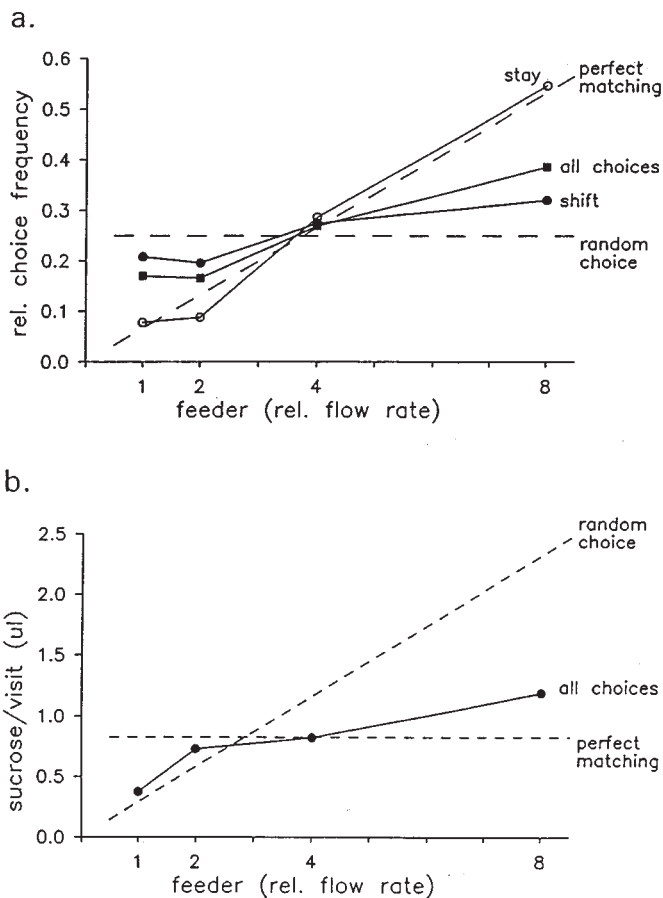 a.
0.6
0.5
0.4
0.3
0.2
0.1
0.0
rel. choice frequency
stay
perfect
matching
all choices
shift
random
choice
1 2 4 8
feeder (rel. flow rate)
b.
2.5
2.0
1.5
1.0
0.5
0.0
sucrose/visit (ul)
random
choice
all choices
perfect
matching
1 2 4 8
feeder (rel. flow rate)